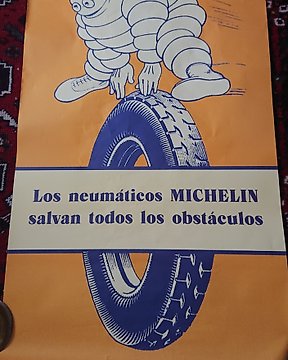 Los neumáticos MICHELIN
salvan todos los obstáculos